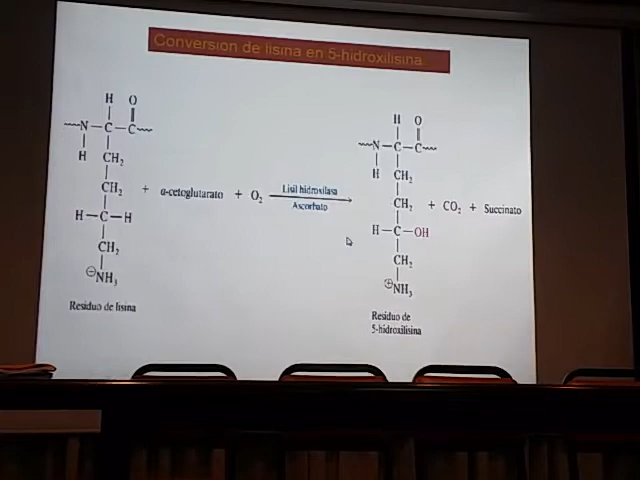 Conversión de lisina en 5-hidroxilisina
H O
~N—C—C~
H CH₂
CH₂ + α-cetoglutarato + O₂ Lisil hidroxilasa
Ascorbato
H—C—H
CH₂
⊖NH₃
Residuo de lisina
H O
~N—C—C~
H CH₂
CH₂ + CO₂ + Succinato
H—C—OH
CH₂
⊕NH₃
Residuo de
5-hidroxilisina